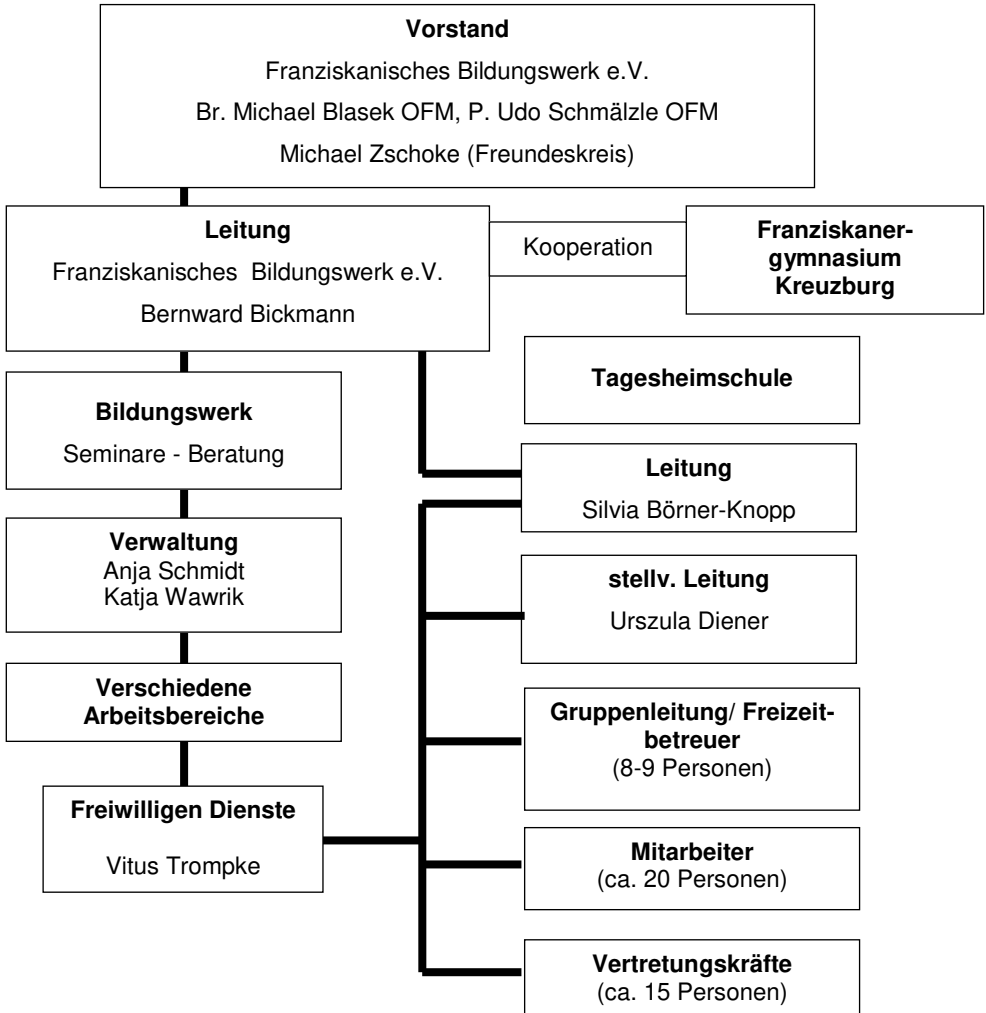 Vorstand
Franziskanisches Bildungswerk e.V.
Br. Michael Blasek OFM, P. Udo Schmälzle OFM
Michael Zschoke (Freundeskreis)
Leitung
Franziskanisches Bildungswerk e.V.
Bernward Bickmann
Kooperation
Franziskaner-
gymnasium
Kreuzburg
Bildungswerk
Seminare - Beratung
Verwaltung
Anja Schmidt
Katja Wawrik
Verschiedene
Arbeitsbereiche
Freiwilligen Dienste
Vitus Trompke
Tagesheimschule
Leitung
Silvia Börner-Knopp
stellv. Leitung
Urszula Diener
Gruppenleitung/ Freizeit-
betreuer
(8-9 Personen)
Mitarbeiter
(ca. 20 Personen)
Vertretungskräfte
(ca. 15 Personen)